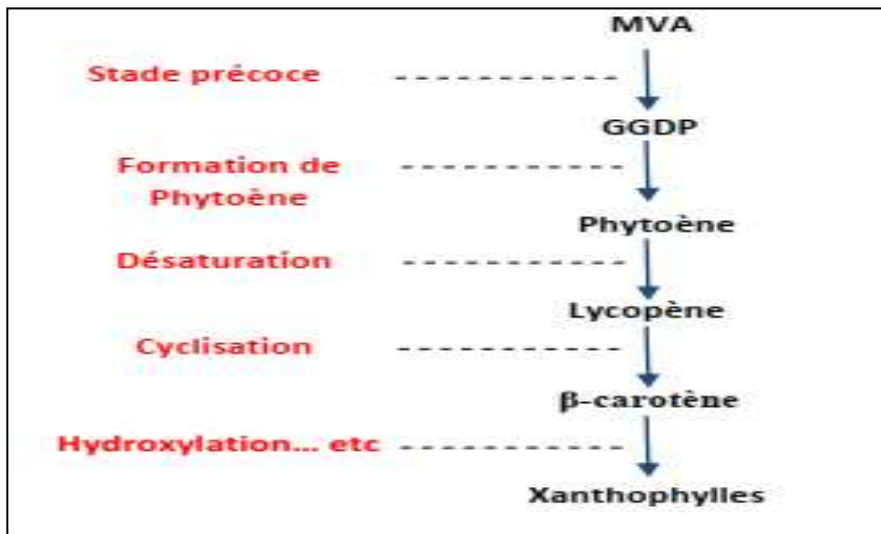 MVA
Stade précoce
GGDP
Formation de
Phytoène
Phytoène
Désaturation
Lycopène
Cyclisation
β-carotène
Hydroxylation... etc
Xanthophylles